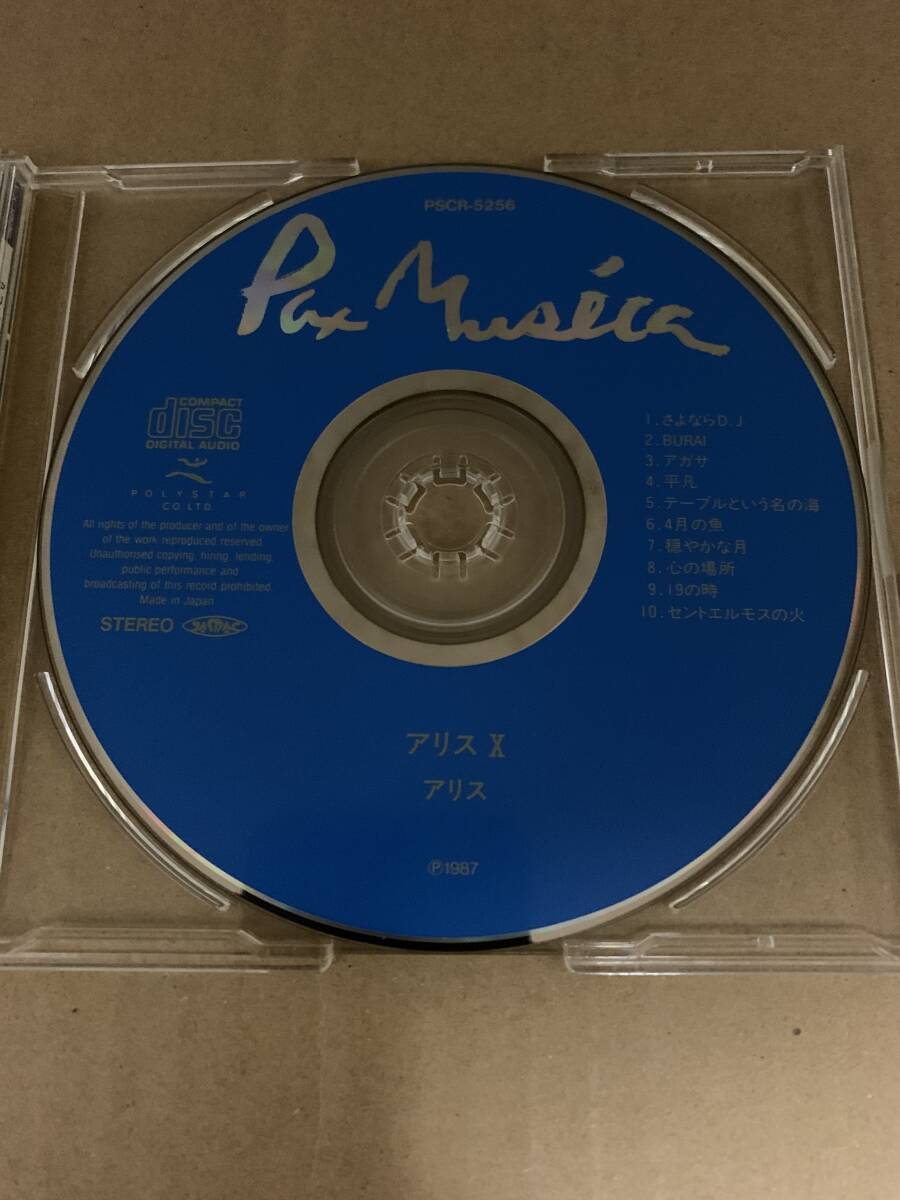 PSCR-5256
Pax Musica
COMPACT
disc
DIGITAL AUDIO
POLYSTAR
CO.LTD.
All rights of the producer and of the owner
of the work reproduced reserved.
Unauthorised copying, hiring, lending,
public performance and
broadcasting of this record prohibited.
Made in Japan
STEREO
1.さよならD.J
2.BURAI
3.アガサ
4.平凡
5.テーブルという名の海
6.4月の魚
7.穏やかな月
8.心の場所
9.19の時
10.セントエルモスの火
アリス X
アリス
Ⓟ1987